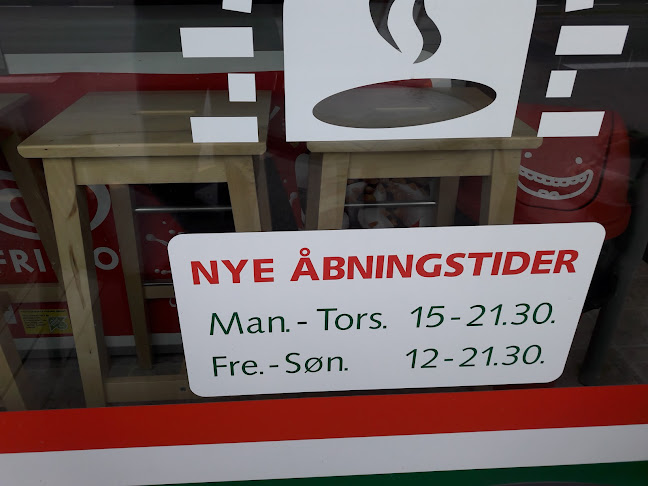 NYE ÅBNINGSTIDER
Man.- Tors. 15-21.30.
Fre.-Søn. 12-21.30.